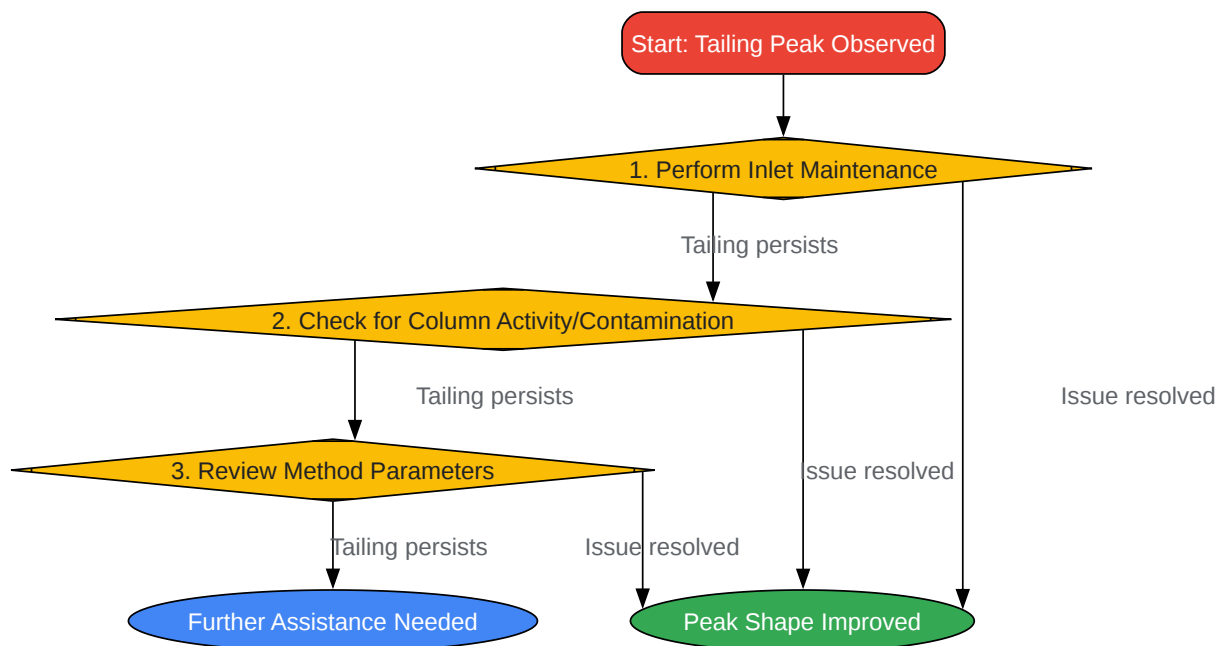 Start: Tailing Peak Observed
1. Perform Inlet Maintenance
Tailing persists
2. Check for Column Activity/Contamination
Tailing persists
Issue resolved
3. Review Method Parameters
Issue resolved
Tailing persists
Issue resolved
Further Assistance Needed
Peak Shape Improved